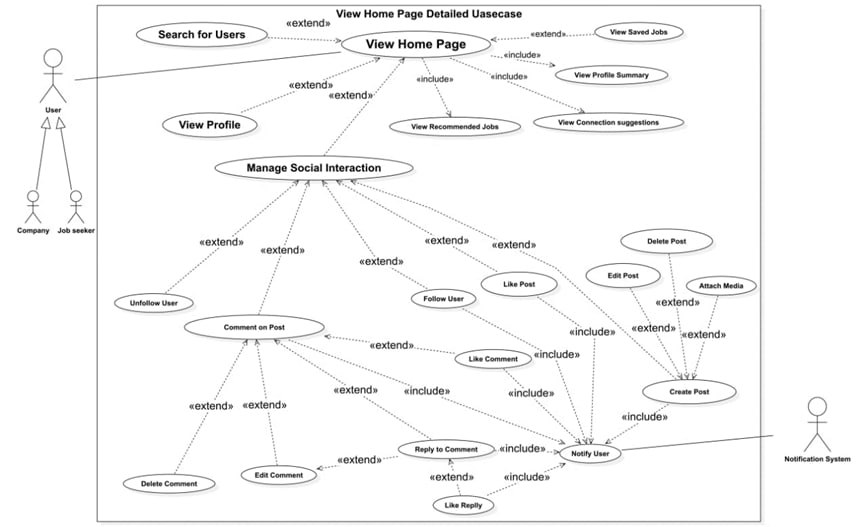 View Home Page Detailed Uasecase
«extend»
Search for Users
View Home Page
«extend»
View Saved Jobs
«include»
View Profile Summary
«extend»
«extend»
«include»
«include»
User
View Profile
View Recommended Jobs
View Connection suggestions
Manage Social Interaction
Company
Job seeker
«extend»
«extend»
«extend»
«extend»
«extend»
Delete Post
Edit Post
Attach Media
Unfollow User
Follow User
Like Post
«extend»
«extend»
«extend»
Comment on Post
«include»
«extend»
Like Comment
«include»
«extend»
«include»
«include»
Create Post
«extend»
«extend»
«include»
Reply to Comment
«include»
Notify User
Notification System
«extend»
Delete Comment
Edit Comment
«extend»
«include»
Like Replly